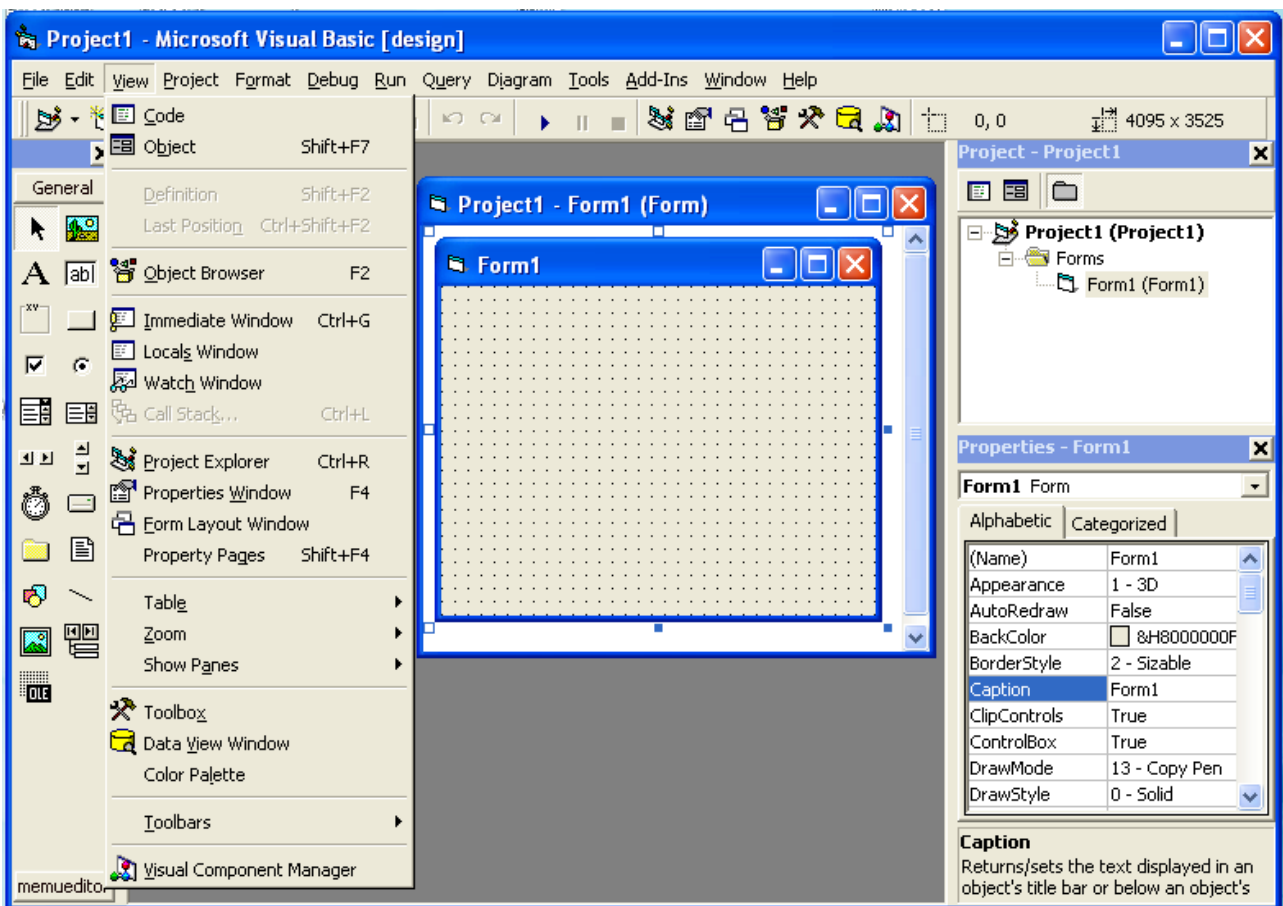 Project1 - Microsoft Visual Basic [design]
File Edit View Project Format Debug Run Query Diagram Tools Add-Ins Window Help
0, 0 4095 x 3525
General
A ab|
xv
OLE
memueditor
Code
Object Shift+F7
Definition Shift+F2
Last Position Ctrl+Shift+F2
Object Browser F2
Immediate Window Ctrl+G
Locals Window
Watch Window
Call Stack... Ctrl+L
Project Explorer Ctrl+R
Properties Window F4
Form Layout Window
Property Pages Shift+F4
Table
Zoom
Show Panes
Toolbox
Data View Window
Color Palette
Toolbars
Visual Component Manager
Project1 - Form1 (Form)
Form1
Project - Project1
Project1 (Project1)
Forms
Form1 (Form1)
Properties - Form1
Form1 Form
Alphabetic Categorized
(Name) Form1
Appearance 1 - 3D
AutoRedraw False
BackColor &H8000000F
BorderStyle 2 - Sizable
Caption Form1
ClipControls True
ControlBox True
DrawMode 13 - Copy Pen
DrawStyle 0 - Solid
Caption
Returns/sets the text displayed in an
object's title bar or below an object's